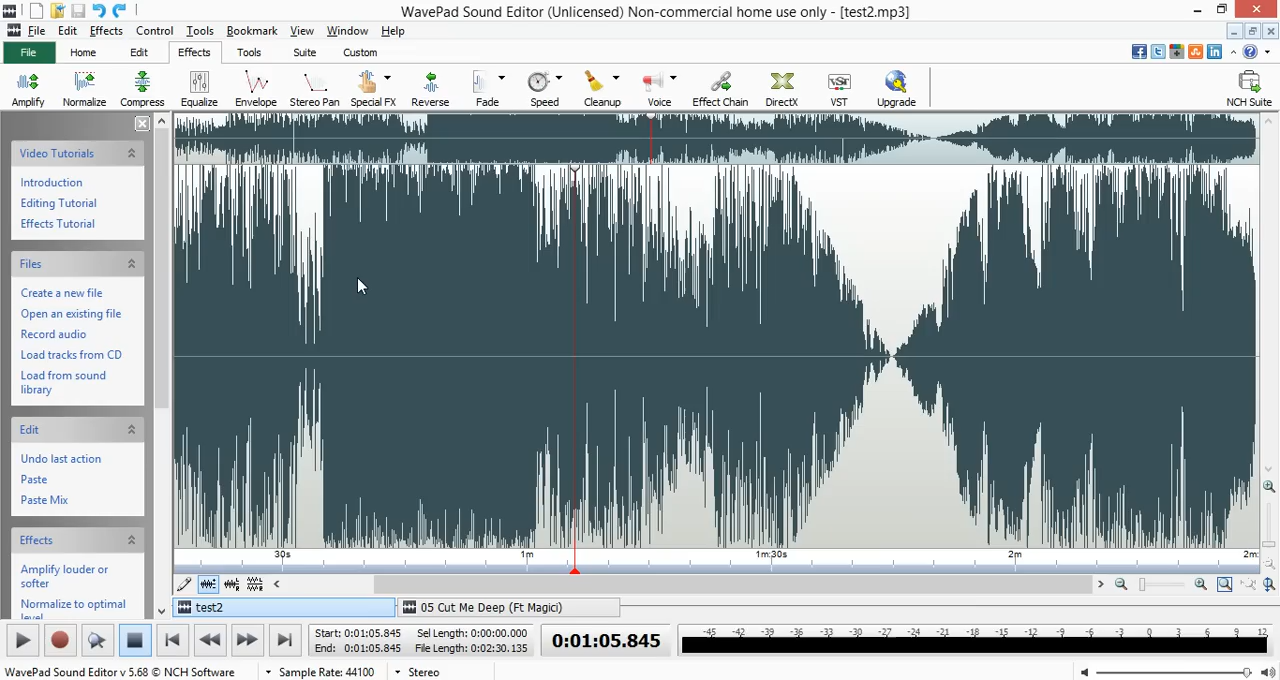 WavePad Sound Editor (Unlicensed) Non-commercial home use only - [test2.mp3]
File Edit Effects Control Tools Bookmark View Window Help
File Home Edit Effects Tools Suite Custom
Amplify Normalize Compress Equalize Envelope Stereo Pan Special FX Reverse Fade Speed Cleanup Voice Effect Chain DirectX VST Upgrade NCH Suite
Video Tutorials
Introduction
Editing Tutorial
Effects Tutorial
Files
Create a new file
Open an existing file
Record audio
Load tracks from CD
Load from sound
library
Edit
Undo last action
Paste
Paste Mix
Effects
Amplify louder or
softer
Normalize to optimal
level
30s 1m 1m:30s 2m 2m:
test2 05 Cut Me Deep (Ft Magici)
Start: 0:01:05.845 Sel Length: 0:00:00.000
End: 0:01:05.845 File Length: 0:02:30.135
0:01:05.845
-45 -42 -39 -36 -33 -30 -27 -24 -21 -18 -15 -12 -9 -6 -3 0 3 6 9 12
WavePad Sound Editor v 5.68 © NCH Software Sample Rate: 44100 Stereo